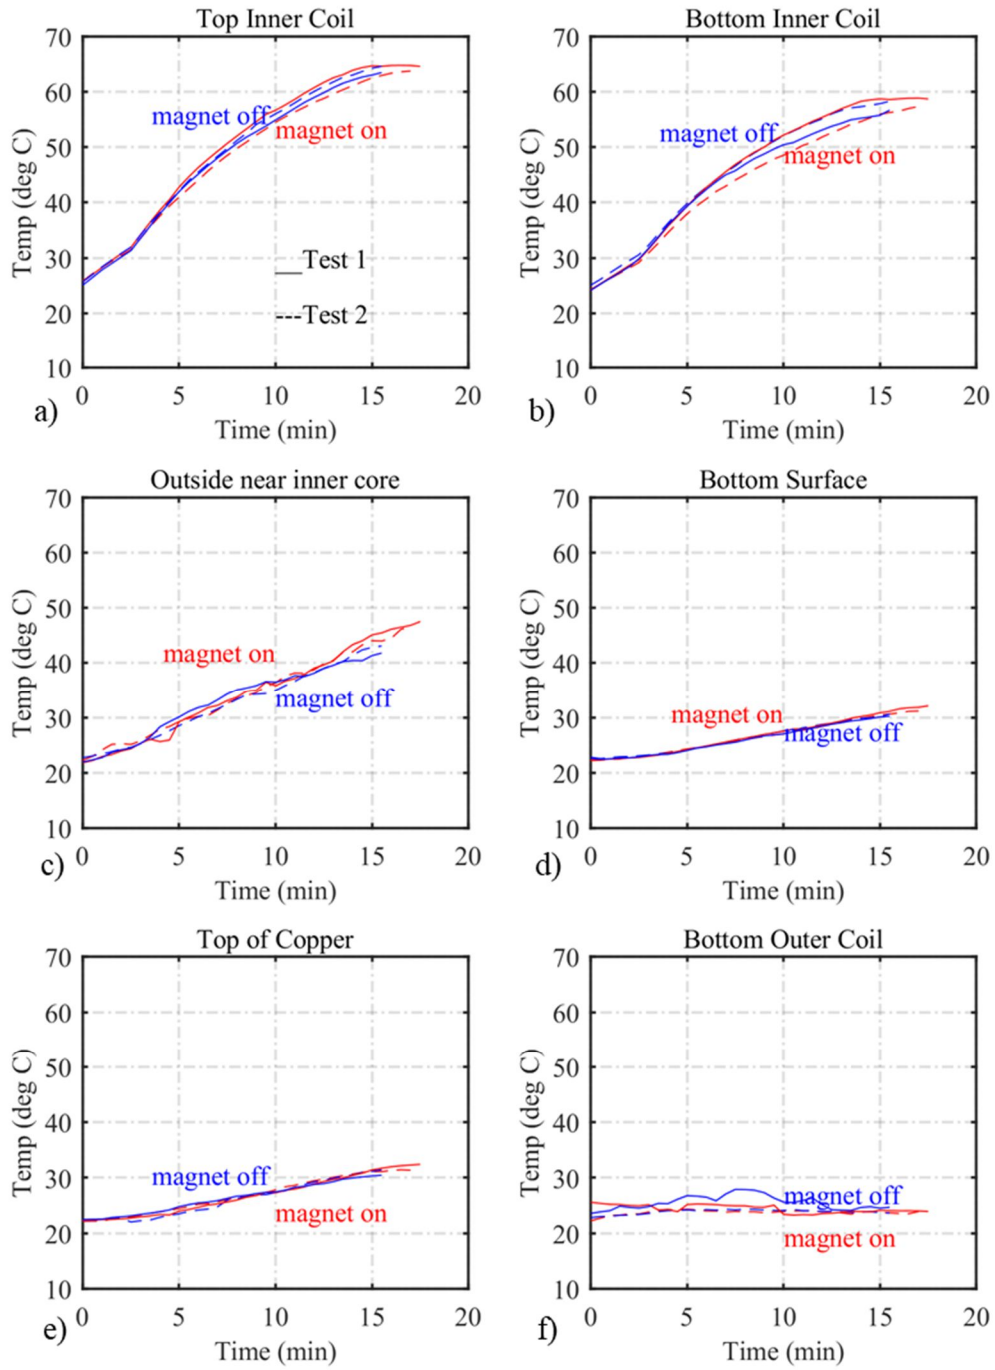 Top Inner Coil
70
60
50
40
30
20
10
Temp (deg C)
magnet off
magnet on
Test 1
---Test 2
0 5 10 15 20
Time (min)
a)
Bottom Inner Coil
70
60
50
40
30
20
10
Temp (deg C)
magnet off
magnet on
0 5 10 15 20
Time (min)
b)
Outside near inner core
70
60
50
40
30
20
10
Temp (deg C)
magnet on
magnet off
0 5 10 15 20
Time (min)
c)
Bottom Surface
70
60
50
40
30
20
10
Temp (deg C)
magnet on
magnet off
0 5 10 15 20
Time (min)
d)
Top of Copper
70
60
50
40
30
20
10
Temp (deg C)
magnet off
magnet on
0 5 10 15 20
Time (min)
e)
Bottom Outer Coil
70
60
50
40
30
20
10
Temp (deg C)
magnet off
magnet on
0 5 10 15 20
Time (min)
f)